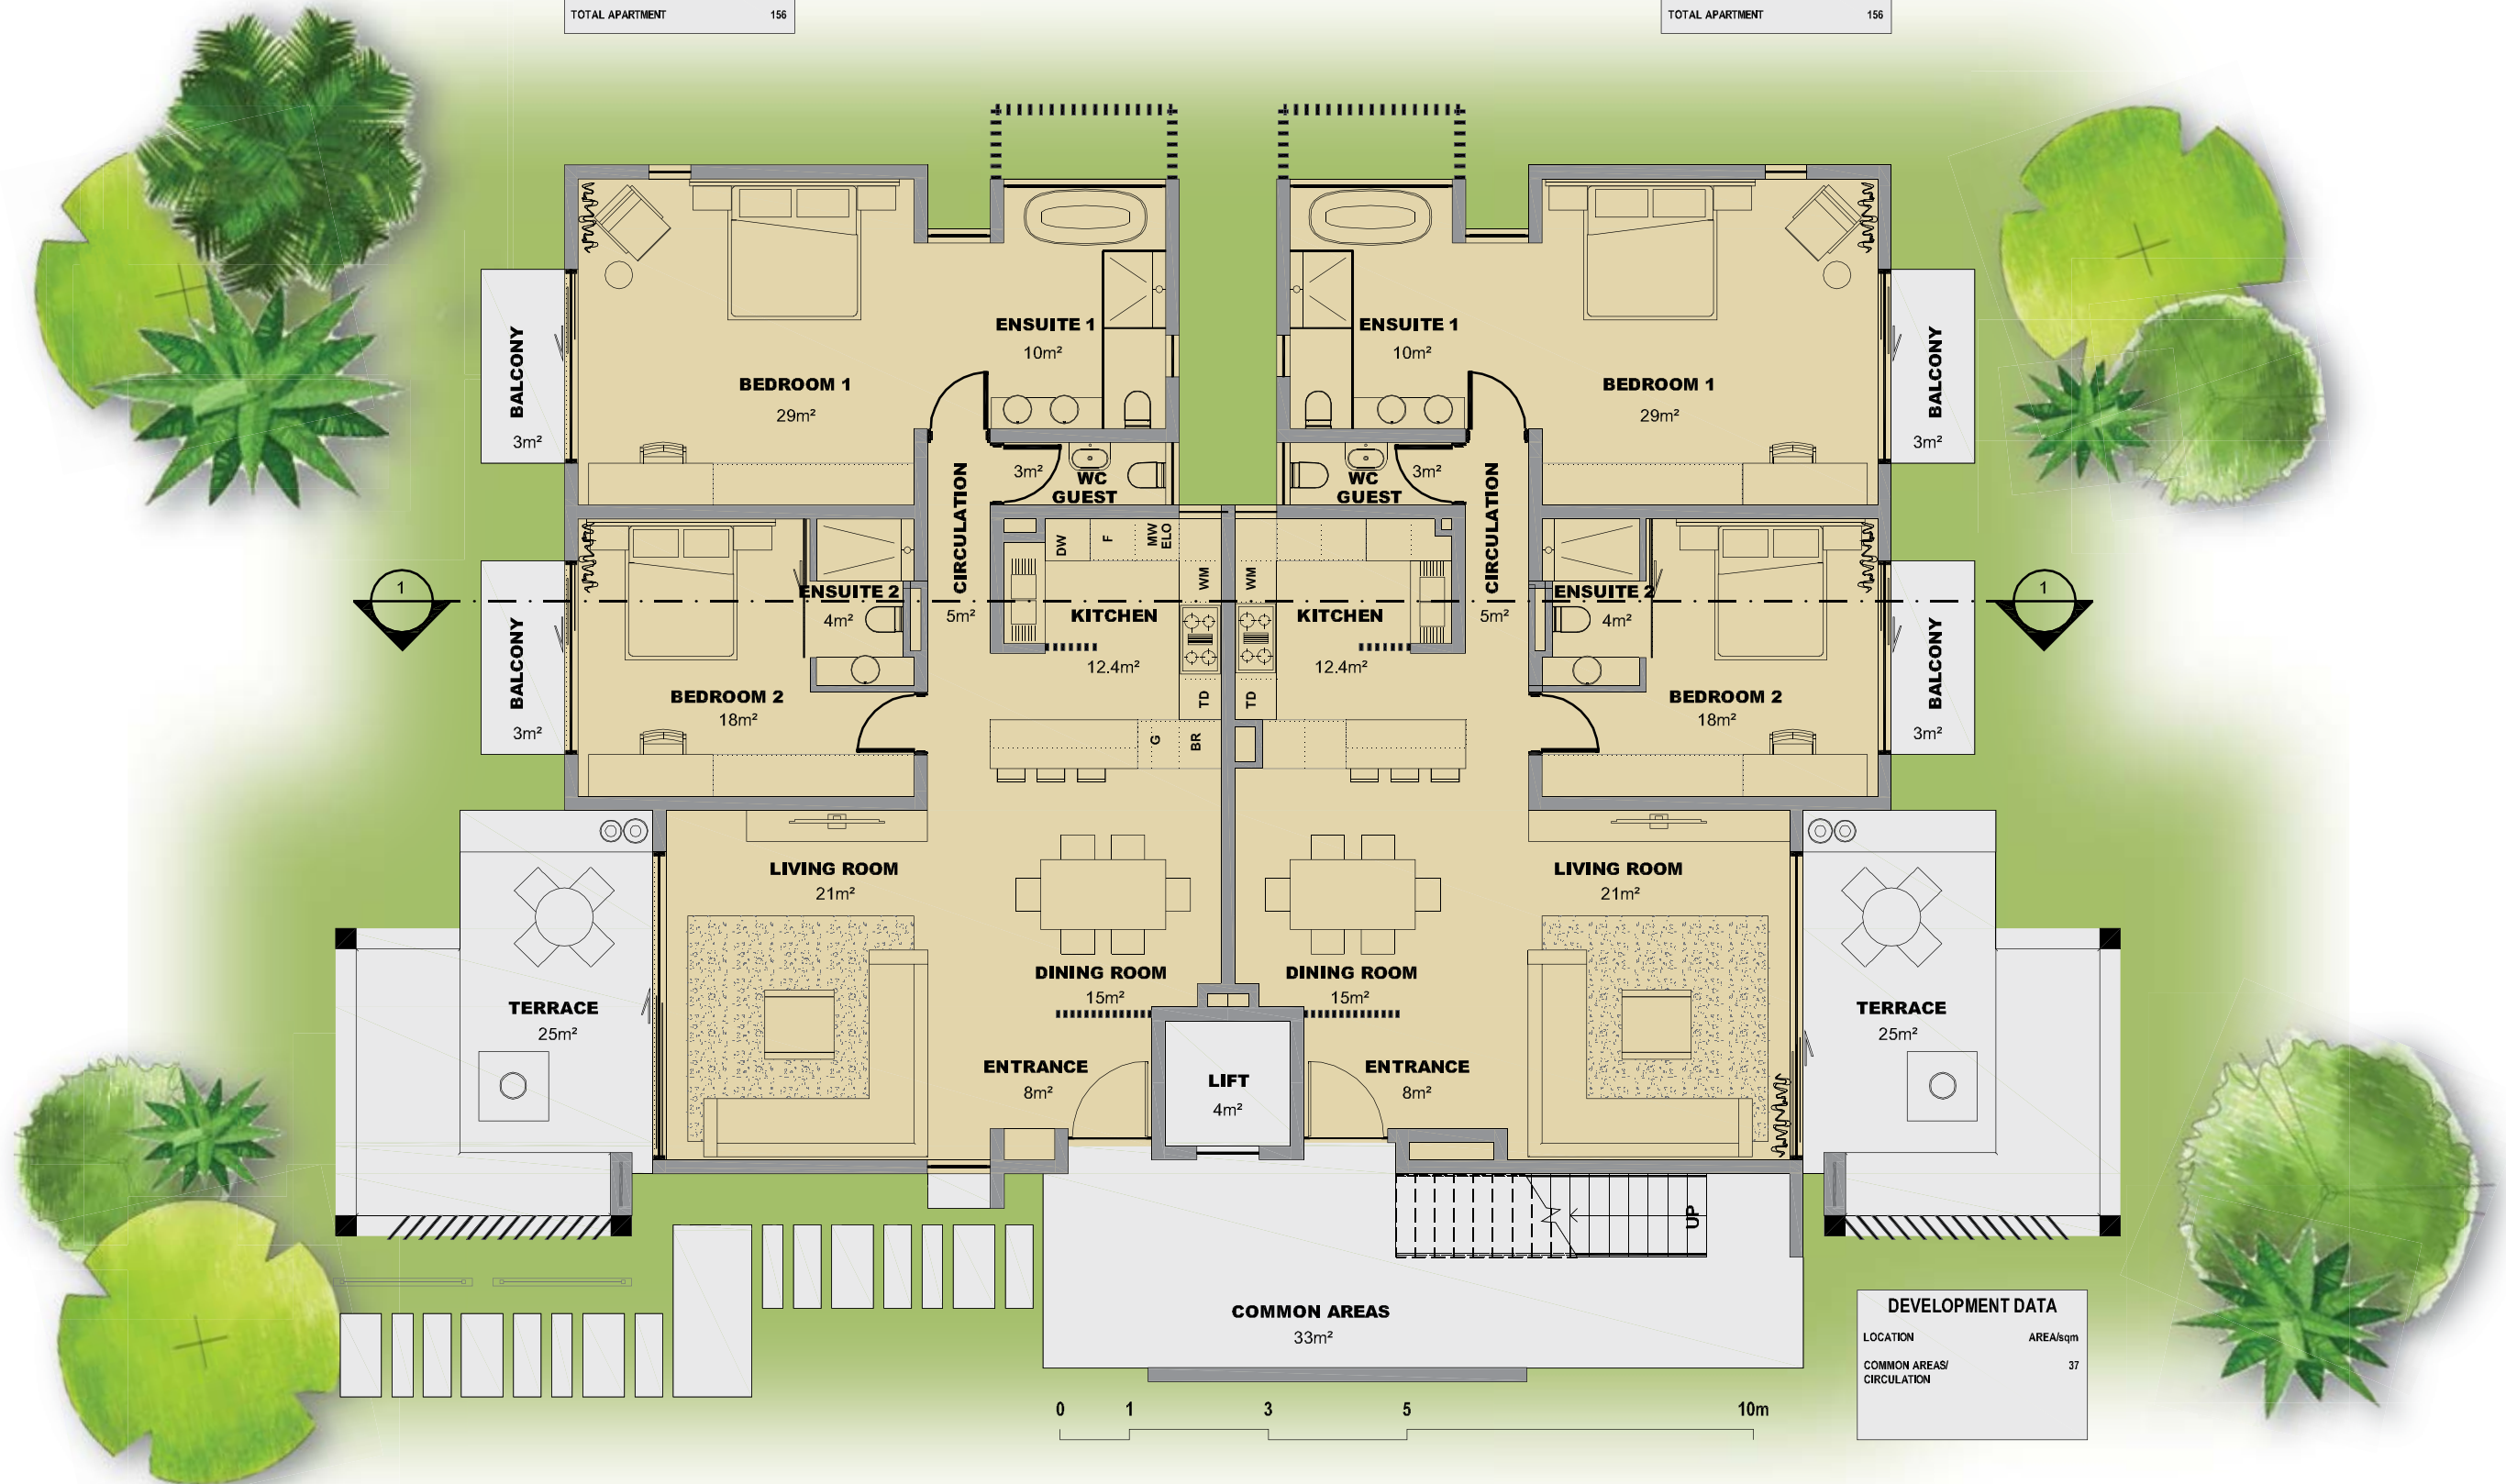 TOTAL APARTMENT 156
TOTAL APARTMENT 156
ENSUITE 1
10m²
ENSUITE 1
10m²
BALCONY
3m²
BEDROOM 1
29m²
BEDROOM 1
29m²
BALCONY
3m²
CIRCULATION
5m²
3m²
WC
GUEST
3m²
WC
GUEST
CIRCULATION
5m²
DW
F
MW
ELO
WM
WM
1
ENSUITE 2
4m²
KITCHEN
12.4m²
KITCHEN
12.4m²
ENSUITE 2
4m²
1
BALCONY
3m²
BEDROOM 2
18m²
TD
TD
BEDROOM 2
18m²
BALCONY
3m²
G
BR
LIVING ROOM
21m²
LIVING ROOM
21m²
DINING ROOM
15m²
DINING ROOM
15m²
TERRACE
25m²
TERRACE
25m²
ENTRANCE
8m²
LIFT
4m²
ENTRANCE
8m²
UP
COMMON AREAS
33m²
DEVELOPMENT DATA
LOCATION AREA/sqm
COMMON AREAS/ 37
CIRCULATION
0 1 3 5 10m